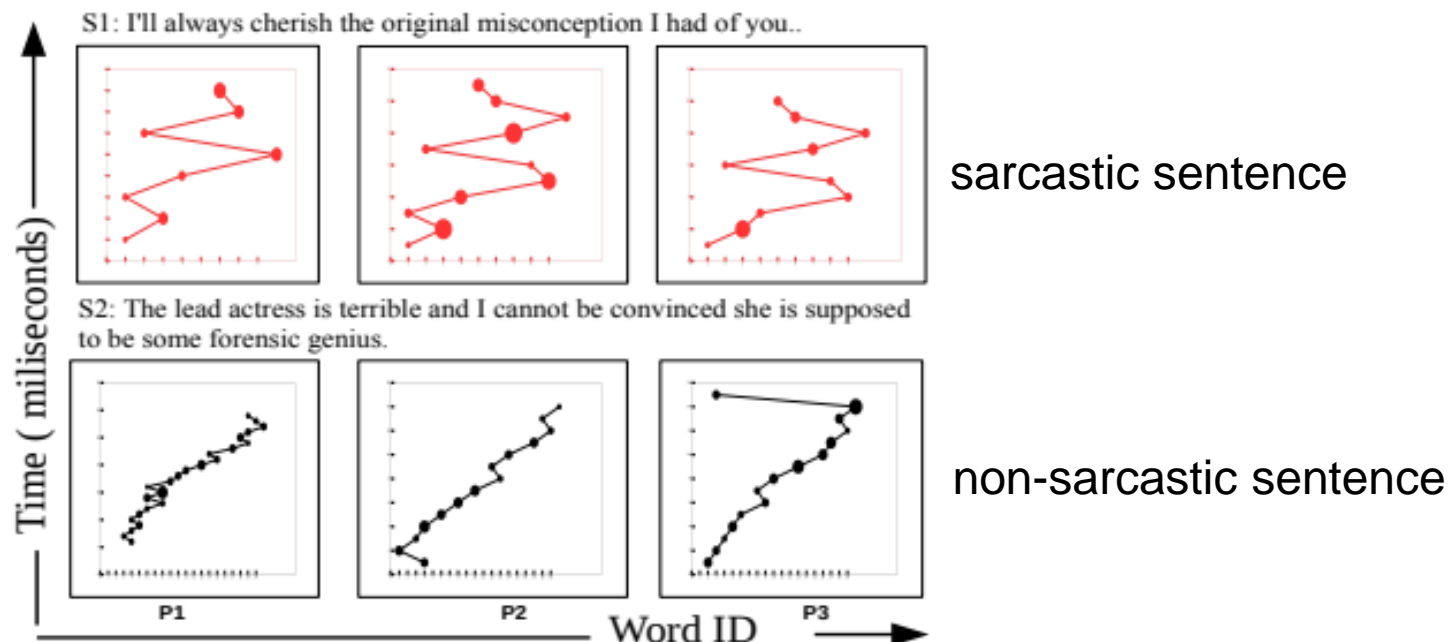 S1: I'll always cherish the original misconception I had of you..
sarcastic sentence
S2: The lead actress is terrible and I cannot be convinced she is supposed
to be some forensic genius.
non-sarcastic sentence
Time ( miliseconds)
P1 P2 P3
Word ID